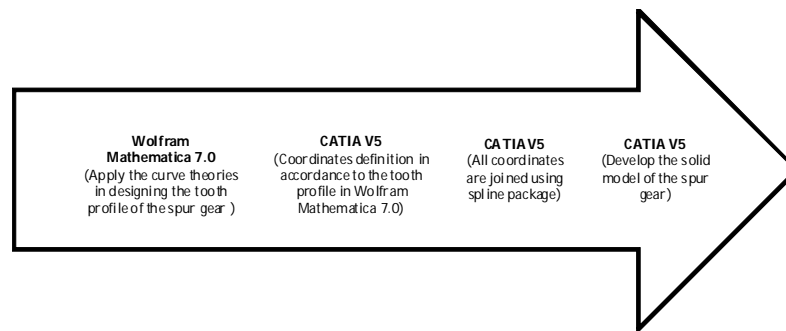 Wolfram
Mathematica 7.0
(Apply the curve theories
in designing the tooth
profile of the spur gear )
CATIA V5
(Coordinates definition in
accordance to the tooth
profile in Wolfram
Mathematica 7.0)
CATIA V5
(All coordinates
are joined using
spline package)
CATIA V5
(Develop the solid
model of the spur
gear)